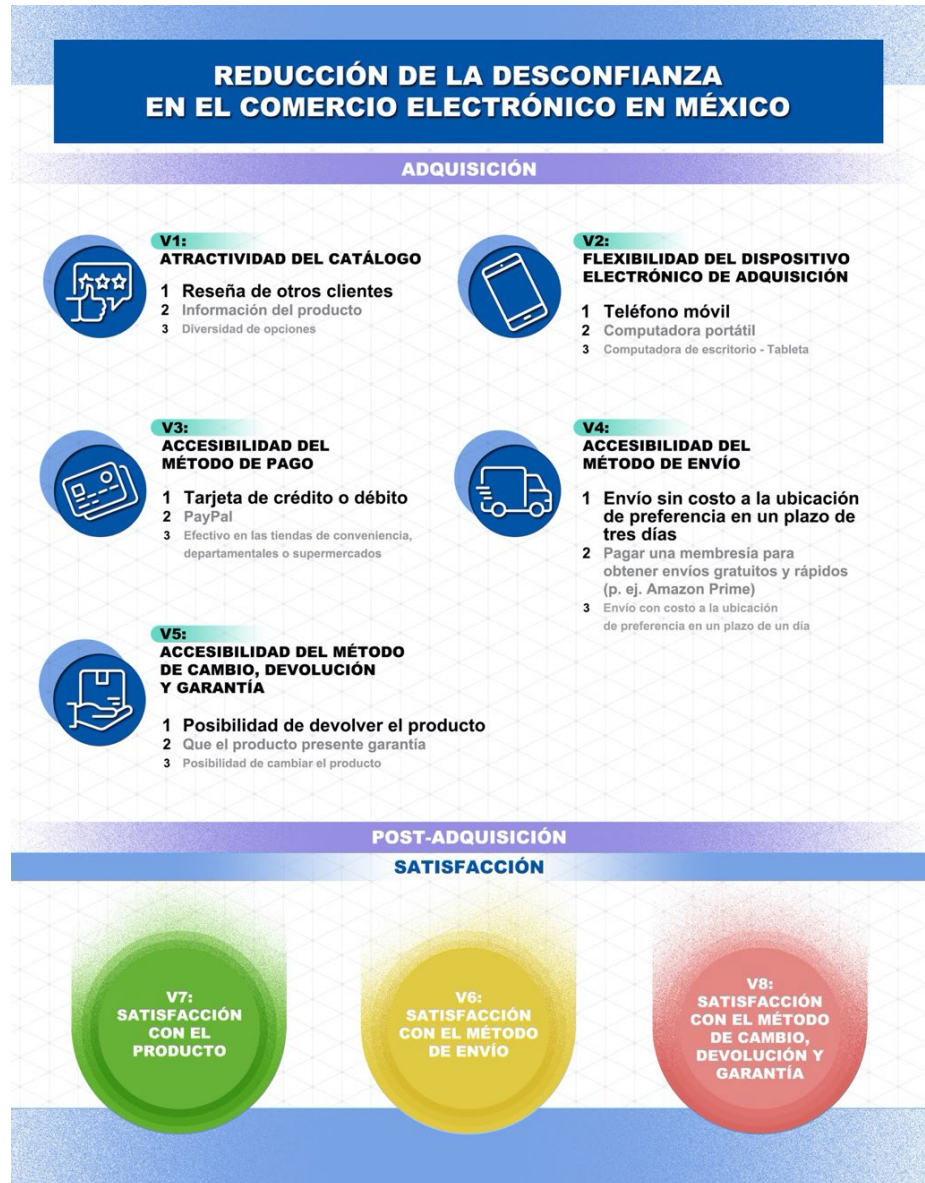 REDUCCIÓN DE LA DESCONFIANZA
EN EL COMERCIO ELECTRÓNICO EN MÉXICO
ADQUISICIÓN
V1:
ATRACTIVIDAD DEL CATÁLOGO
1 Reseña de otros clientes
2 Información del producto
3 Diversidad de opciones
V2:
FLEXIBILIDAD DEL DISPOSITIVO
ELECTRÓNICO DE ADQUISICIÓN
1 Teléfono móvil
2 Computadora portátil
3 Computadora de escritorio - Tableta
V3:
ACCESIBILIDAD DEL
MÉTODO DE PAGO
1 Tarjeta de crédito o débito
2 PayPal
3 Efectivo en las tiendas de conveniencia,
departamentales o supermercados
V4:
ACCESIBILIDAD DEL
MÉTODO DE ENVÍO
1 Envío sin costo a la ubicación
de preferencia en un plazo de
tres días
2 Pagar una membresía para
obtener envíos gratuitos y rápidos
(p. ej. Amazon Prime)
3 Envío con costo a la ubicación
de preferencia en un plazo de un día
V5:
ACCESIBILIDAD DEL MÉTODO
DE CAMBIO, DEVOLUCIÓN
Y GARANTÍA
1 Posibilidad de devolver el producto
2 Que el producto presente garantía
3 Posibilidad de cambiar el producto
POST-ADQUISICIÓN
SATISFACCIÓN
V7:
SATISFACCIÓN
CON EL
PRODUCTO
V6:
SATISFACCIÓN
CON EL MÉTODO
DE ENVÍO
V8:
SATISFACCIÓN
CON EL MÉTODO
DE CAMBIO,
DEVOLUCIÓN Y
GARANTÍA